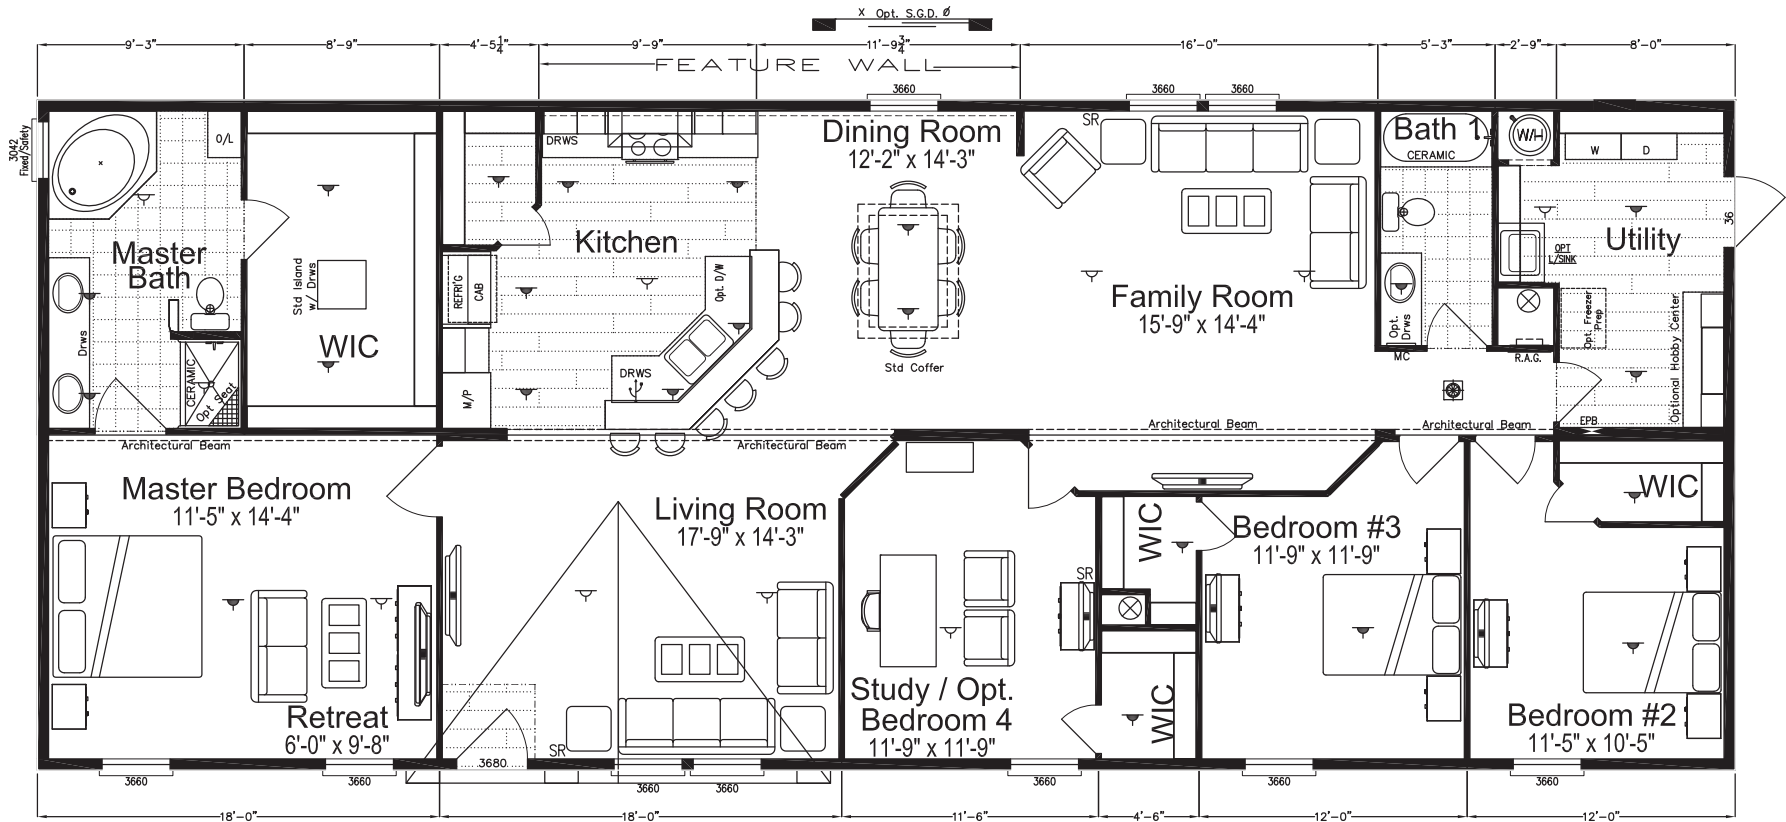 X Opt. S.G.D. Ø
9'-3"
8'-9"
4'-5 1/4"
9'-9"
11'-9 3/4"
16'-0"
5'-3"
2'-9"
8'-0"
FEATURE WALL
3660
3660
3660
3042
Fixed/Safety
O/L
DRWS
Dining Room
12'-2" x 14'-3"
SR
Bath 1
CERAMIC
W/H
W
D
36
Master
Bath
Std Island
w/ Drws
WIC
Kitchen
REFRI'G
CAB
Opt. D/W
Std Coffer
Family Room
15'-9" x 14'-4"
OPT
L/SINK
Utility
Opt.
Drws
MC
R.A.G.
Opt. Freezer
Prep
Optional Hobby Center
Drws
CERAMIC
Opt Seat
M/P
DRWS
EPB
Architectural Beam
Architectural Beam
Architectural Beam
Architectural Beam
Master Bedroom
11'-5" x 14'-4"
Living Room
17'-9" x 14'-3"
WIC
Bedroom #3
11'-9" x 11'-9"
WIC
SR
Retreat
6'-0" x 9'-8"
SR
Study / Opt.
Bedroom 4
11'-9" x 11'-9"
WIC
Bedroom #2
11'-5" x 10'-5"
3660
3660
3680
3660
3660
3660
3660
3660
18'-0"
18'-0"
11'-6"
4'-6"
12'-0"
12'-0"